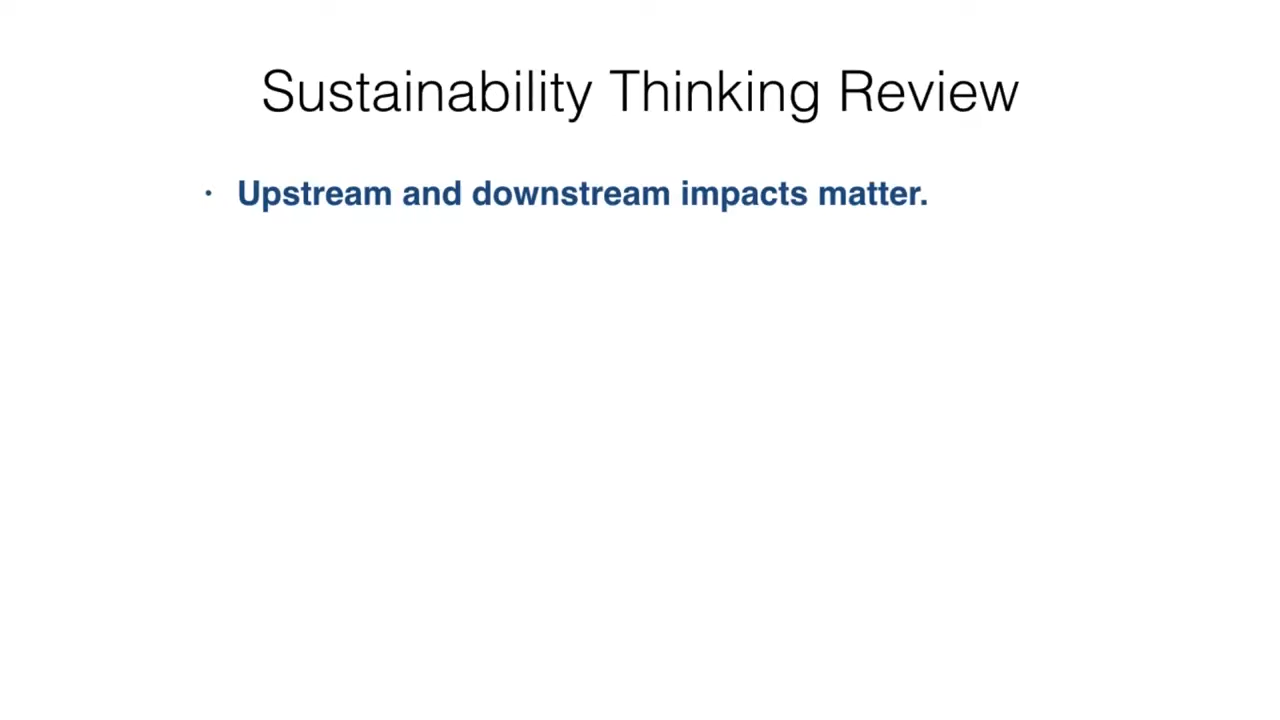 Sustainability Thinking Review
· Upstream and downstream impacts matter.